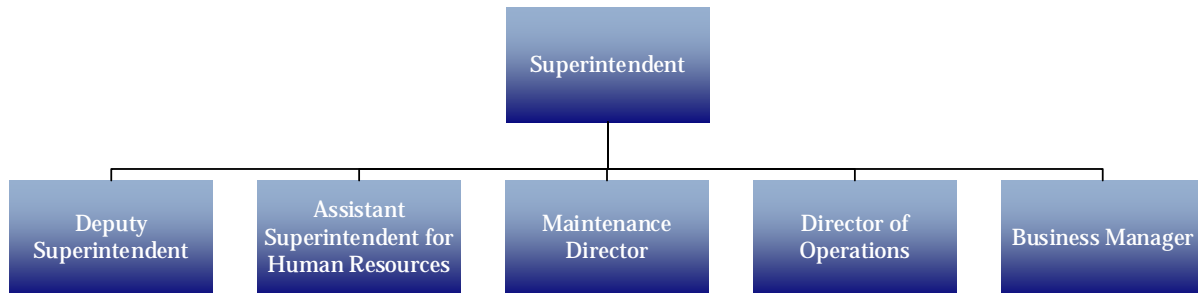 Superintendent
Deputy
Superintendent
Assistant
Superintendent for
Human Resources
Maintenance
Director
Director of
Operations
Business Manager